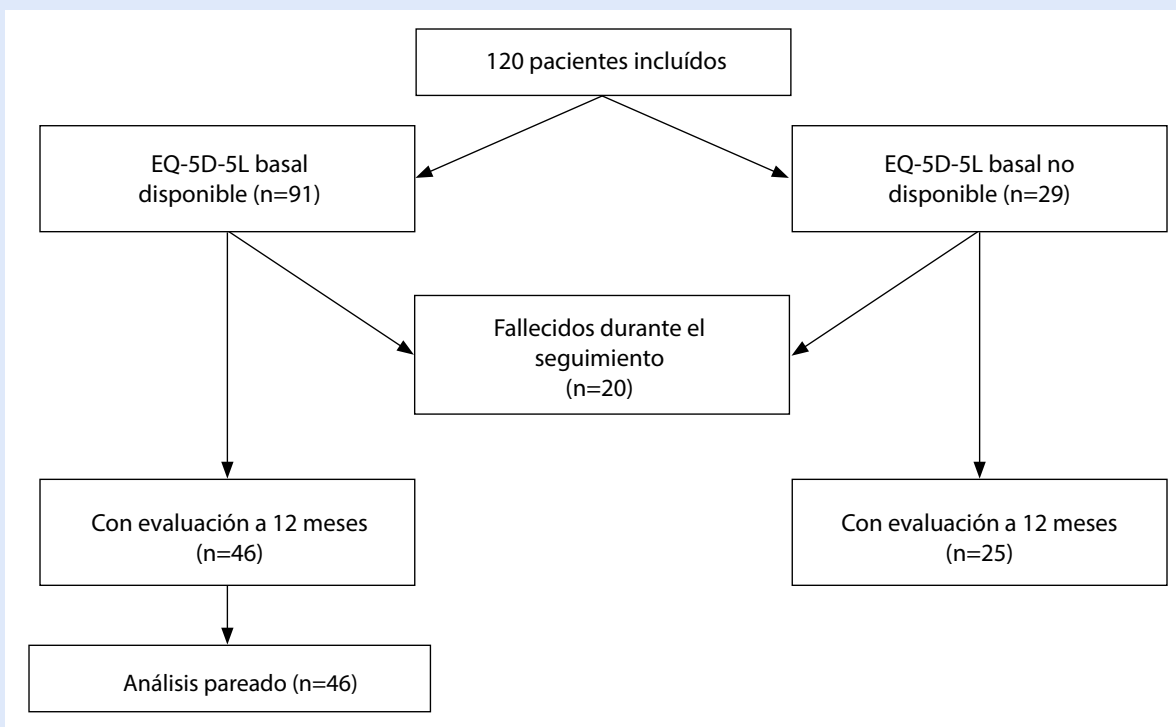 120 pacientes incluídos
EQ-5D-5L basal
disponible (n=91)
EQ-5D-5L basal no
disponible (n=29)
Fallecidos durante el
seguimiento
(n=20)
Con evaluación a 12 meses
(n=46)
Con evaluación a 12 meses
(n=25)
Análisis pareado (n=46)